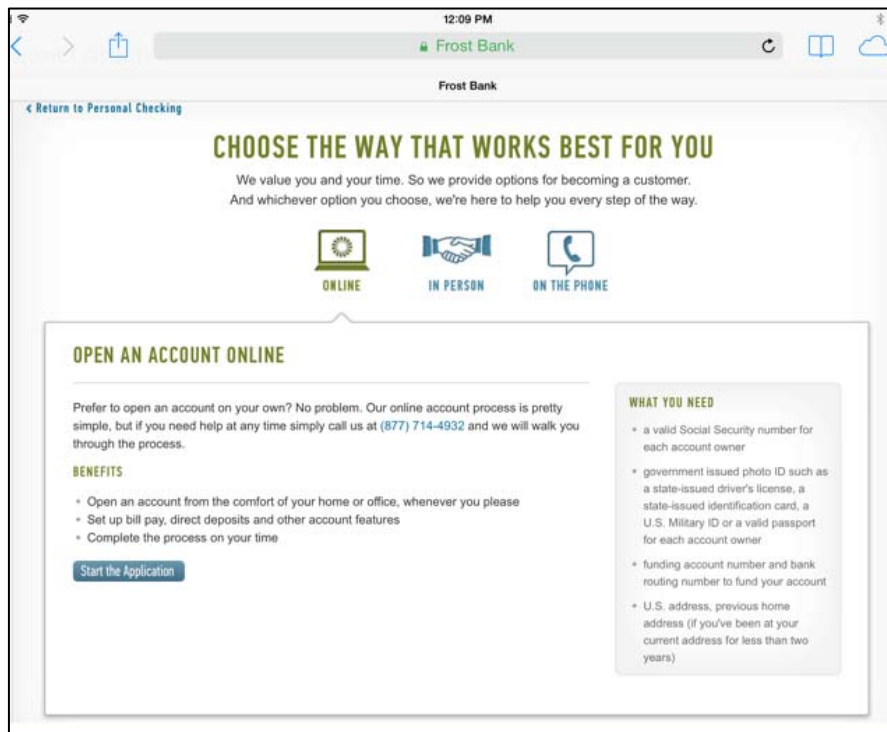 12:09 PM
Frost Bank
Frost Bank
< Return to Personal Checking
CHOOSE THE WAY THAT WORKS BEST FOR YOU
We value you and your time. So we provide options for becoming a customer.
And whichever option you choose, we're here to help you every step of the way.
ONLINE IN PERSON ON THE PHONE
OPEN AN ACCOUNT ONLINE
Prefer to open an account on your own? No problem. Our online account process is pretty
simple, but if you need help at any time simply call us at (877) 714-4932 and we will walk you
through the process.
BENEFITS
• Open an account from the comfort of your home or office, whenever you please
• Set up bill pay, direct deposits and other account features
• Complete the process on your time
Start the Application
WHAT YOU NEED
• a valid Social Security number for
each account owner
• government issued photo ID such as
a state-issued driver's license, a
state-issued identification card, a
U.S. Military ID or a valid passport
for each account owner
• funding account number and bank
routing number to fund your account
• U.S. address, previous home
address (if you've been at your
current address for less than two
years)